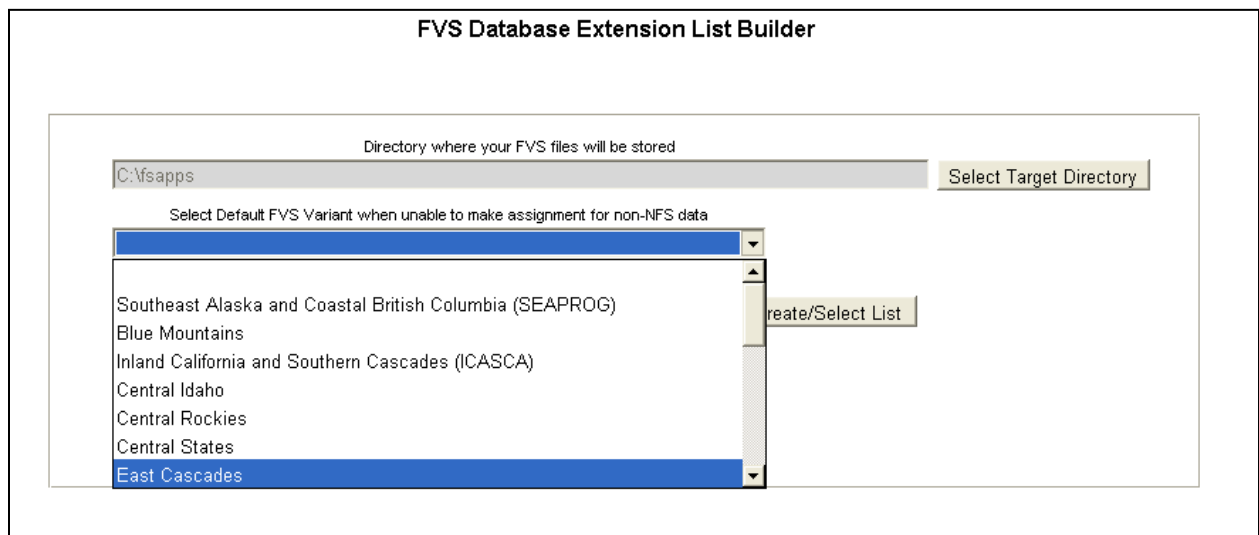 FVS Database Extension List Builder
Directory where your FVS files will be stored
C:\fsapps
Select Target Directory
Select Default FVS Variant when unable to make assignment for non-NFS data
Southeast Alaska and Coastal British Columbia (SEAPROG)
reate/Select List
Blue Mountains
Inland California and Southern Cascades (ICASCA)
Central Idaho
Central Rockies
Central States
East Cascades